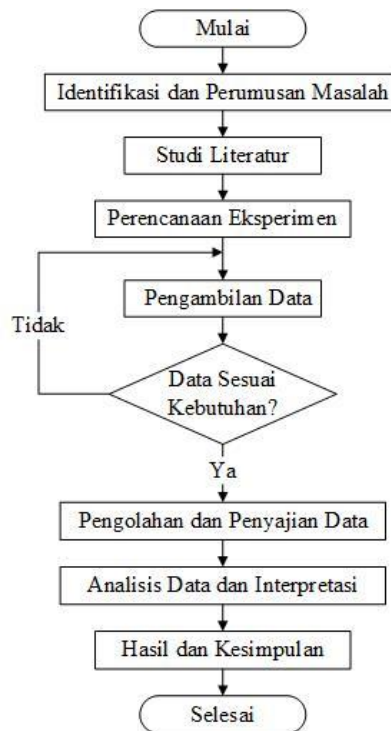 Mulai
Identifikasi dan Perumusan Masalah
Studi Literatur
Perencanaan Eksperimen
Pengambilan Data
Tidak
Data Sesuai
Kebutuhan?
Ya
Pengolahan dan Penyajian Data
Analisis Data dan Interpretasi
Hasil dan Kesimpulan
Selesai